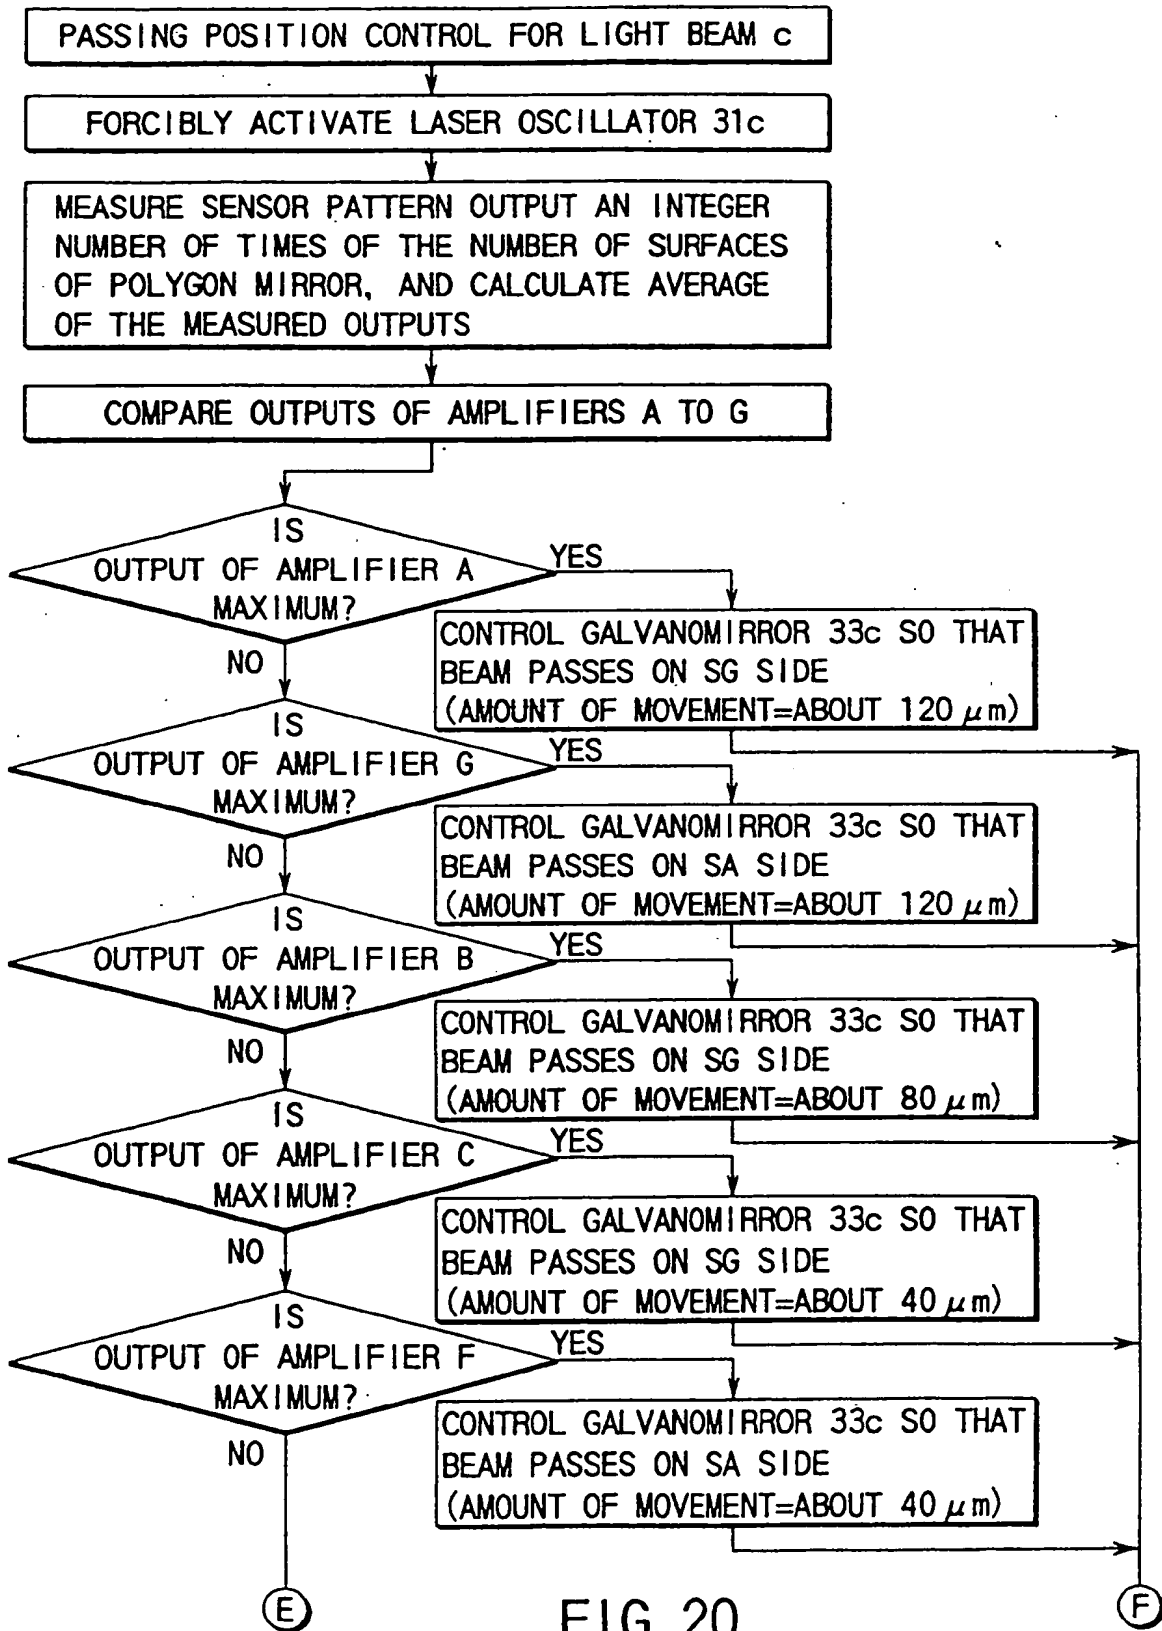 PASSING POSITION CONTROL FOR LIGHT BEAM c
FORCIBLY ACTIVATE LASER OSCILLATOR 31c
MEASURE SENSOR PATTERN OUTPUT AN INTEGER
NUMBER OF TIMES OF THE NUMBER OF SURFACES
OF POLYGON MIRROR, AND CALCULATE AVERAGE
OF THE MEASURED OUTPUTS
COMPARE OUTPUTS OF AMPLIFIERS A TO G
IS
OUTPUT OF AMPLIFIER A
MAXIMUM?
YES
NO
CONTROL GALVANOMIRROR 33c SO THAT
BEAM PASSES ON SG SIDE
(AMOUNT OF MOVEMENT=ABOUT 120 μm)
IS
OUTPUT OF AMPLIFIER G
MAXIMUM?
YES
NO
CONTROL GALVANOMIRROR 33c SO THAT
BEAM PASSES ON SA SIDE
(AMOUNT OF MOVEMENT=ABOUT 120 μm)
IS
OUTPUT OF AMPLIFIER B
MAXIMUM?
YES
NO
CONTROL GALVANOMIRROR 33c SO THAT
BEAM PASSES ON SG SIDE
(AMOUNT OF MOVEMENT=ABOUT 80 μm)
IS
OUTPUT OF AMPLIFIER C
MAXIMUM?
YES
NO
CONTROL GALVANOMIRROR 33c SO THAT
BEAM PASSES ON SG SIDE
(AMOUNT OF MOVEMENT=ABOUT 40 μm)
IS
OUTPUT OF AMPLIFIER F
MAXIMUM?
YES
NO
CONTROL GALVANOMIRROR 33c SO THAT
BEAM PASSES ON SA SIDE
(AMOUNT OF MOVEMENT=ABOUT 40 μm)
E
F
FIG. 20